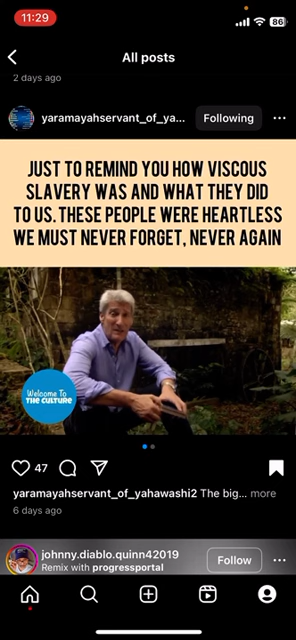 11:29
86
All posts
2 days ago
yaramayahservant_of_ya...
Following
JUST TO REMIND YOU HOW VISCOUS
SLAVERY WAS AND WHAT THEY DID
TO US. THESE PEOPLE WERE HEARTLESS
WE MUST NEVER FORGET, NEVER AGAIN
Welcome To
THE CULTURE
47
yaramayahservant_of_yahawashi2 The big... more
6 days ago
johnny.diablo.quinn42019
Remix with progressportal
Follow